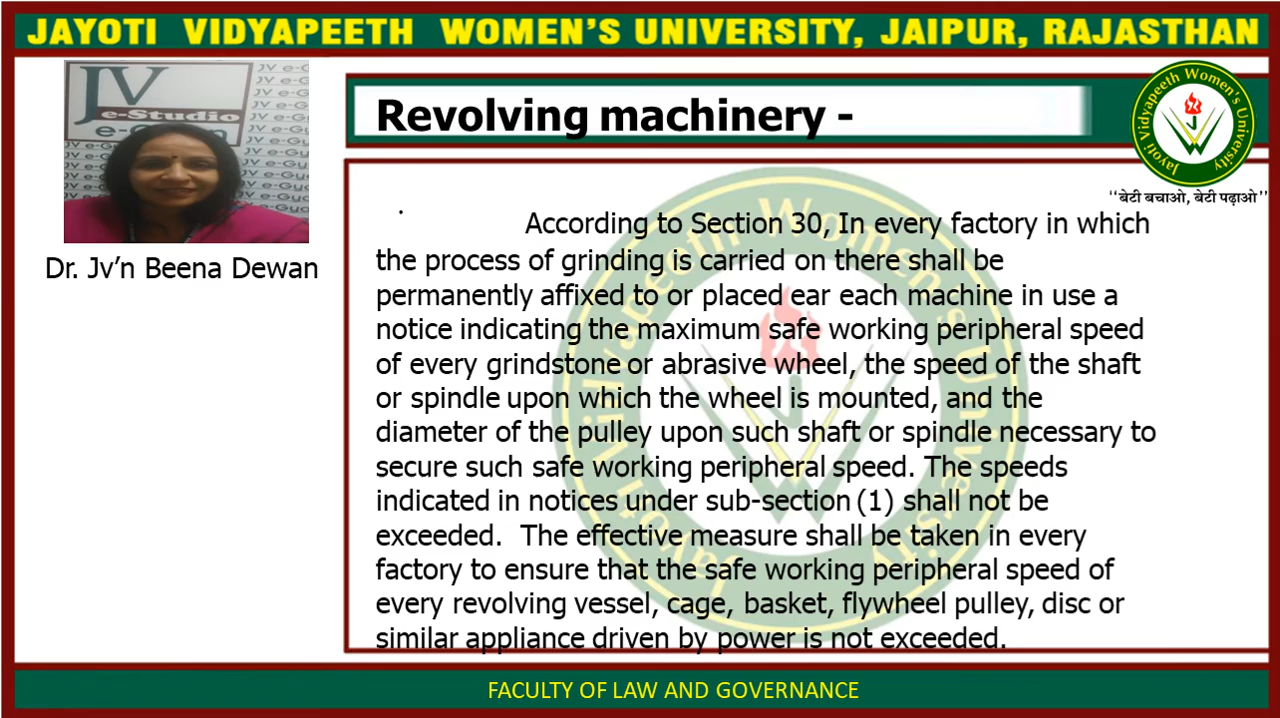 JAYOTI VIDYAPEETH WOMEN'S UNIVERSITY, JAIPUR, RAJASTHAN
JV
e-Studio
Dr. Jv'n Beena Dewan
Revolving machinery -
Jayoti Vidyapeeth Women's University
“बेटी बचाओ, बेटी पढ़ाओ”
.
According to Section 30, In every factory in which
the process of grinding is carried on there shall be
permanently affixed to or placed ear each machine in use a
notice indicating the maximum safe working peripheral speed
of every grindstone or abrasive wheel, the speed of the shaft
or spindle upon which the wheel is mounted, and the
diameter of the pulley upon such shaft or spindle necessary to
secure such safe working peripheral speed. The speeds
indicated in notices under sub-section (1) shall not be
exceeded. The effective measure shall be taken in every
factory to ensure that the safe working peripheral speed of
every revolving vessel, cage, basket, flywheel pulley, disc or
similar appliance driven by power is not exceeded.
FACULTY OF LAW AND GOVERNANCE